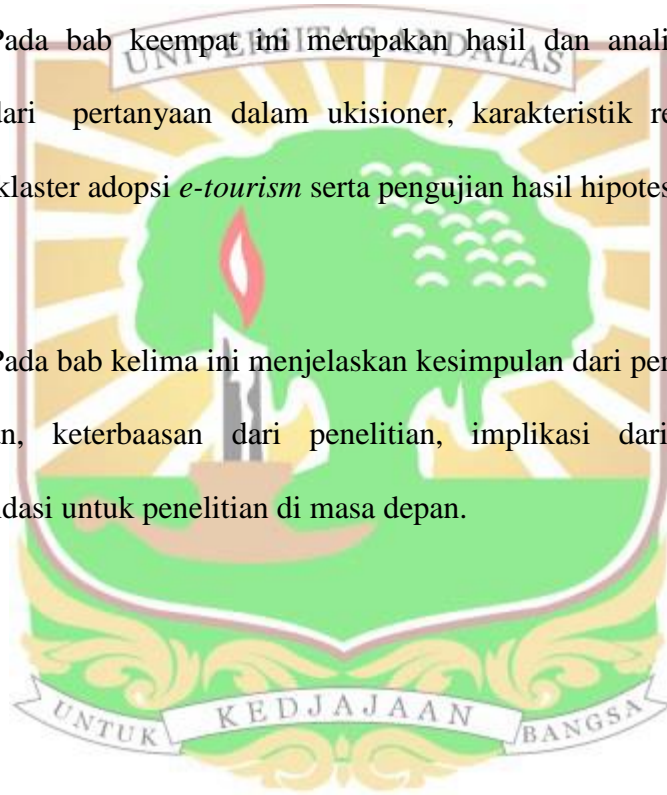 Pada bab keempat ini merupakan hasil dan anali
UNIVERSITAS ANDALAS
dari pertanyaan dalam ukisioner, karakteristik re
klaster adopsi e-tourism serta pengujian hasil hipotes
Pada bab kelima ini menjelaskan kesimpulan dari pen
an, keterbaasan dari penelitian, implikasi dari
ndasi untuk penelitian di masa depan.
UNTUK KEDJAJAAN BANGSA